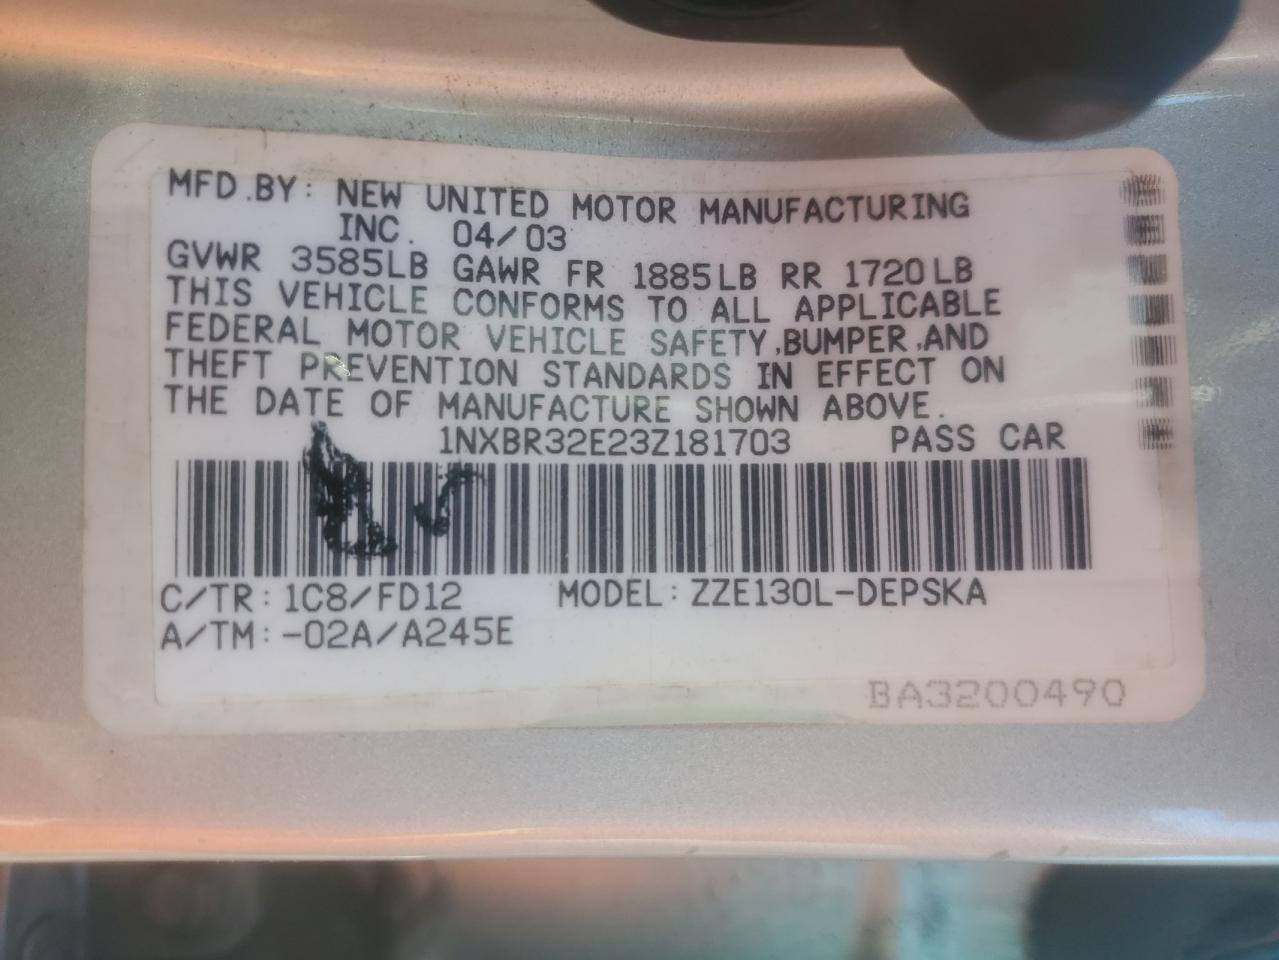 MFD.BY: NEW UNITED MOTOR MANUFACTURING
INC. 04/03
GVWR 3585LB GAWR FR 1885LB RR 1720LB
THIS VEHICLE CONFORMS TO ALL APPLICABLE
FEDERAL MOTOR VEHICLE SAFETY,BUMPER,AND
THEFT PREVENTION STANDARDS IN EFFECT ON
THE DATE OF MANUFACTURE SHOWN ABOVE.
1NXBR32E23Z181703 PASS CAR
C/TR: 1C8/FD12 MODEL: ZZE130L-DEPSKA
A/TM:-02A/A245E
BA3200490